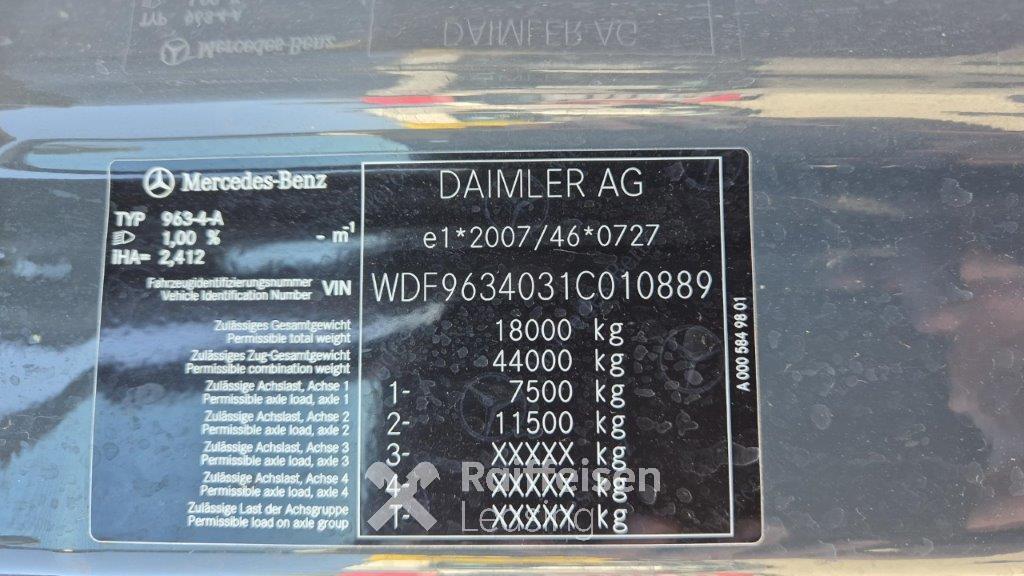 TYP 963-4-A
Mercedes-Benz
DAIMLER AG
Mercedes-Benz
TYP 963-4-A
1,00 % - m-1
iHA= 2,412
DAIMLER AG
e1*2007/46*0727
Fahrzeugidentifizierungsnummer
Vehicle Identification Number VIN WDF9634031C010889
Zulässiges Gesamtgewicht
Permissible total weight 18000 kg
Zulässiges Zug-Gesamtgewicht
Permissible combination weight 44000 kg
Zulässige Achslast, Achse 1
Permissible axle load, axle 1 1- 7500 kg
Zulässige Achslast, Achse 2
Permissible axle load, axle 2 2- 11500 kg
Zulässige Achslast, Achse 3
Permissible axle load, axle 3 3- XXXXX kg
Zulässige Achslast, Achse 4
Permissible axle load, axle 4 4- XXXXX kg
Zulässige Last der Achsgruppe
Permissible load on axle group T- XXXXX kg
A 000 584 98 01
Raiffeisen
Leasing